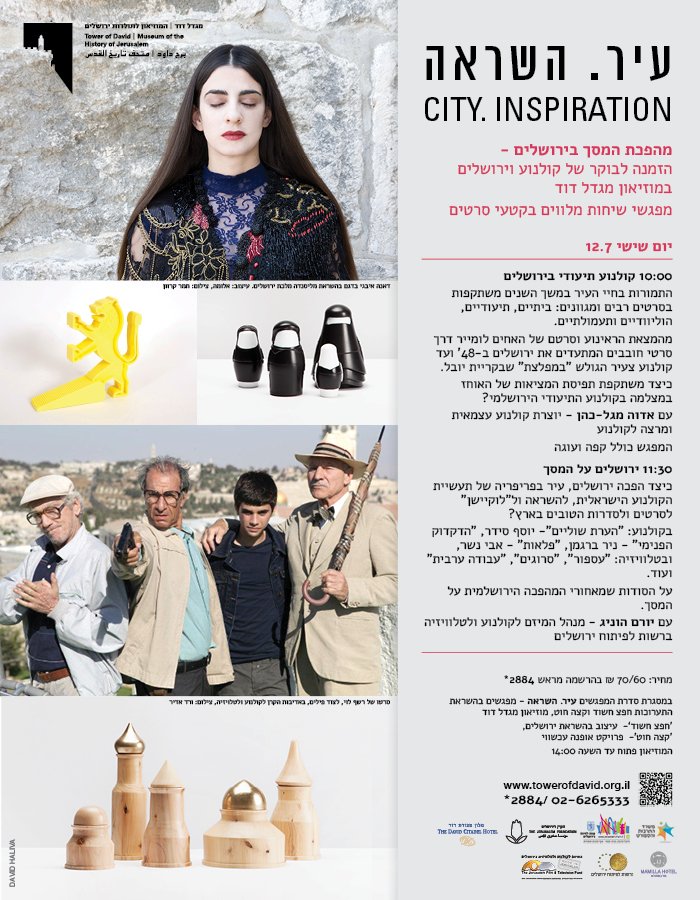 מגדל דוד | המוזיאון לתולדות ירושלים
Tower of David | Museum of the
History of Jerusalem
برج داود | متحف تاريخ القدس
עיר. השראה
CITY. INSPIRATION
מהפכת המסך בירושלים -
הזמנה לבוקר של קולנוע וירושלים
במוזיאון מגדל דוד
מפגשי שיחות מלווים בקטעי סרטים
יום שישי 12.7
10:00 קולנוע תיעודי בירושלים
התמורות בחיי העיר במשך השנים משתקפות
בסרטים רבים ומגוונים: ביתיים, תיעודיים,
הוליוודיים ותעמולתיים.
מהמצאת הראינוע וסרטם של האחים לומייר דרך
סרטי חובבים המתעדים את ירושלים ב-48' ועד
קולנוע צעיר הגולש "במפלצת" שבקריית יובל.
כיצד משתקפת תפיסת המציאות של האוחז
במצלמה בקולנוע התיעודי הירושלמי?
עם אדוה מגל-כהן - יוצרת קולנוע עצמאית
ומרצה לקולנוע
המפגש כולל קפה ועוגה
11:30 ירושלים על המסך
כיצד הפכה ירושלים, עיר בפריפריה של תעשיית
הקולנוע הישראלית, להשראה ול"לוקיישן"
לסרטים ולסדרות הטובים בארץ?
בקולנוע: "הערת שוליים"- יוסף סידר, "הדקדוק
הפנימי" - ניר ברגמן, "פלאות" - אבי נשר,
ובטלוויזיה: "עספור", "סרוגים", "עבודה ערבית"
ועוד.
על הסודות שמאחורי המהפכה הירושלמית על
המסך.
עם יורם הוניג - מנהל המיזם לקולנוע ולטלוויזיה
ברשות לפיתוח ירושלים
מחיר: 70/60 ₪ בהרשמה מראש 2884*
במסגרת סדרת המפגשים עיר. השראה - מפגשים בהשראת
התערוכות חפץ חשוד וקצה חוט, מוזיאון מגדל דוד
'חפץ חשוד'- עיצוב בהשראת ירושלים,
'קצה חוט'- פרויקט אופנה עכשווי
המוזיאון פתוח עד השעה 14:00
www.towerofdavid.org.il
*2884/ 02-6265333
דאנה איבגי בדגם בהשראת מליסנדה מלכת ירושלים. עיצוב: אלומה, צילום: תמר קרוון
סרטו של רשף לוי, לצוד פילים, באדיבות הקרן לקולנוע ולטלויזיה, צילום: ורד אדיר
DAVID HALIVA
מלון מצודת דוד
THE DAVID CITADEL HOTEL
THE JERUSALEM FOUNDATION
משרד
התרבות
והספורט
The Jerusalem Film & Television Fund
הרשות לפיתוח ירושלים
MAMILLA HOTEL